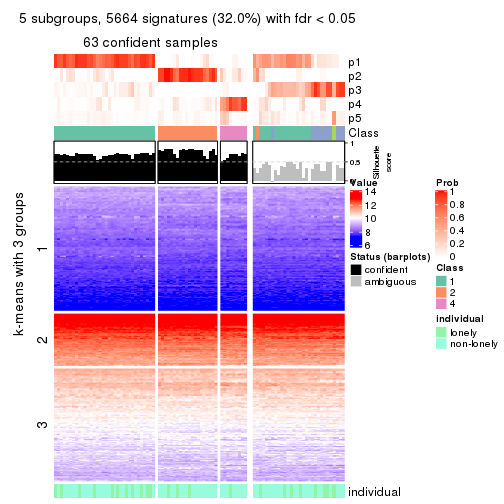 5 subgroups, 5664 signatures (32.0%) with fdr < 0.05
63 confident samples
p1
p2
p3
p4
p5
Class
1
0.5
0
Silhouette
score
k-means with 3 groups
1
2
3
individual
Value
14
12
10
8
6
Status (barplots)
confident
ambiguous
Prob
1
0.8
0.6
0.4
0.2
0
Class
1
2
4
individual
lonely
non-lonely